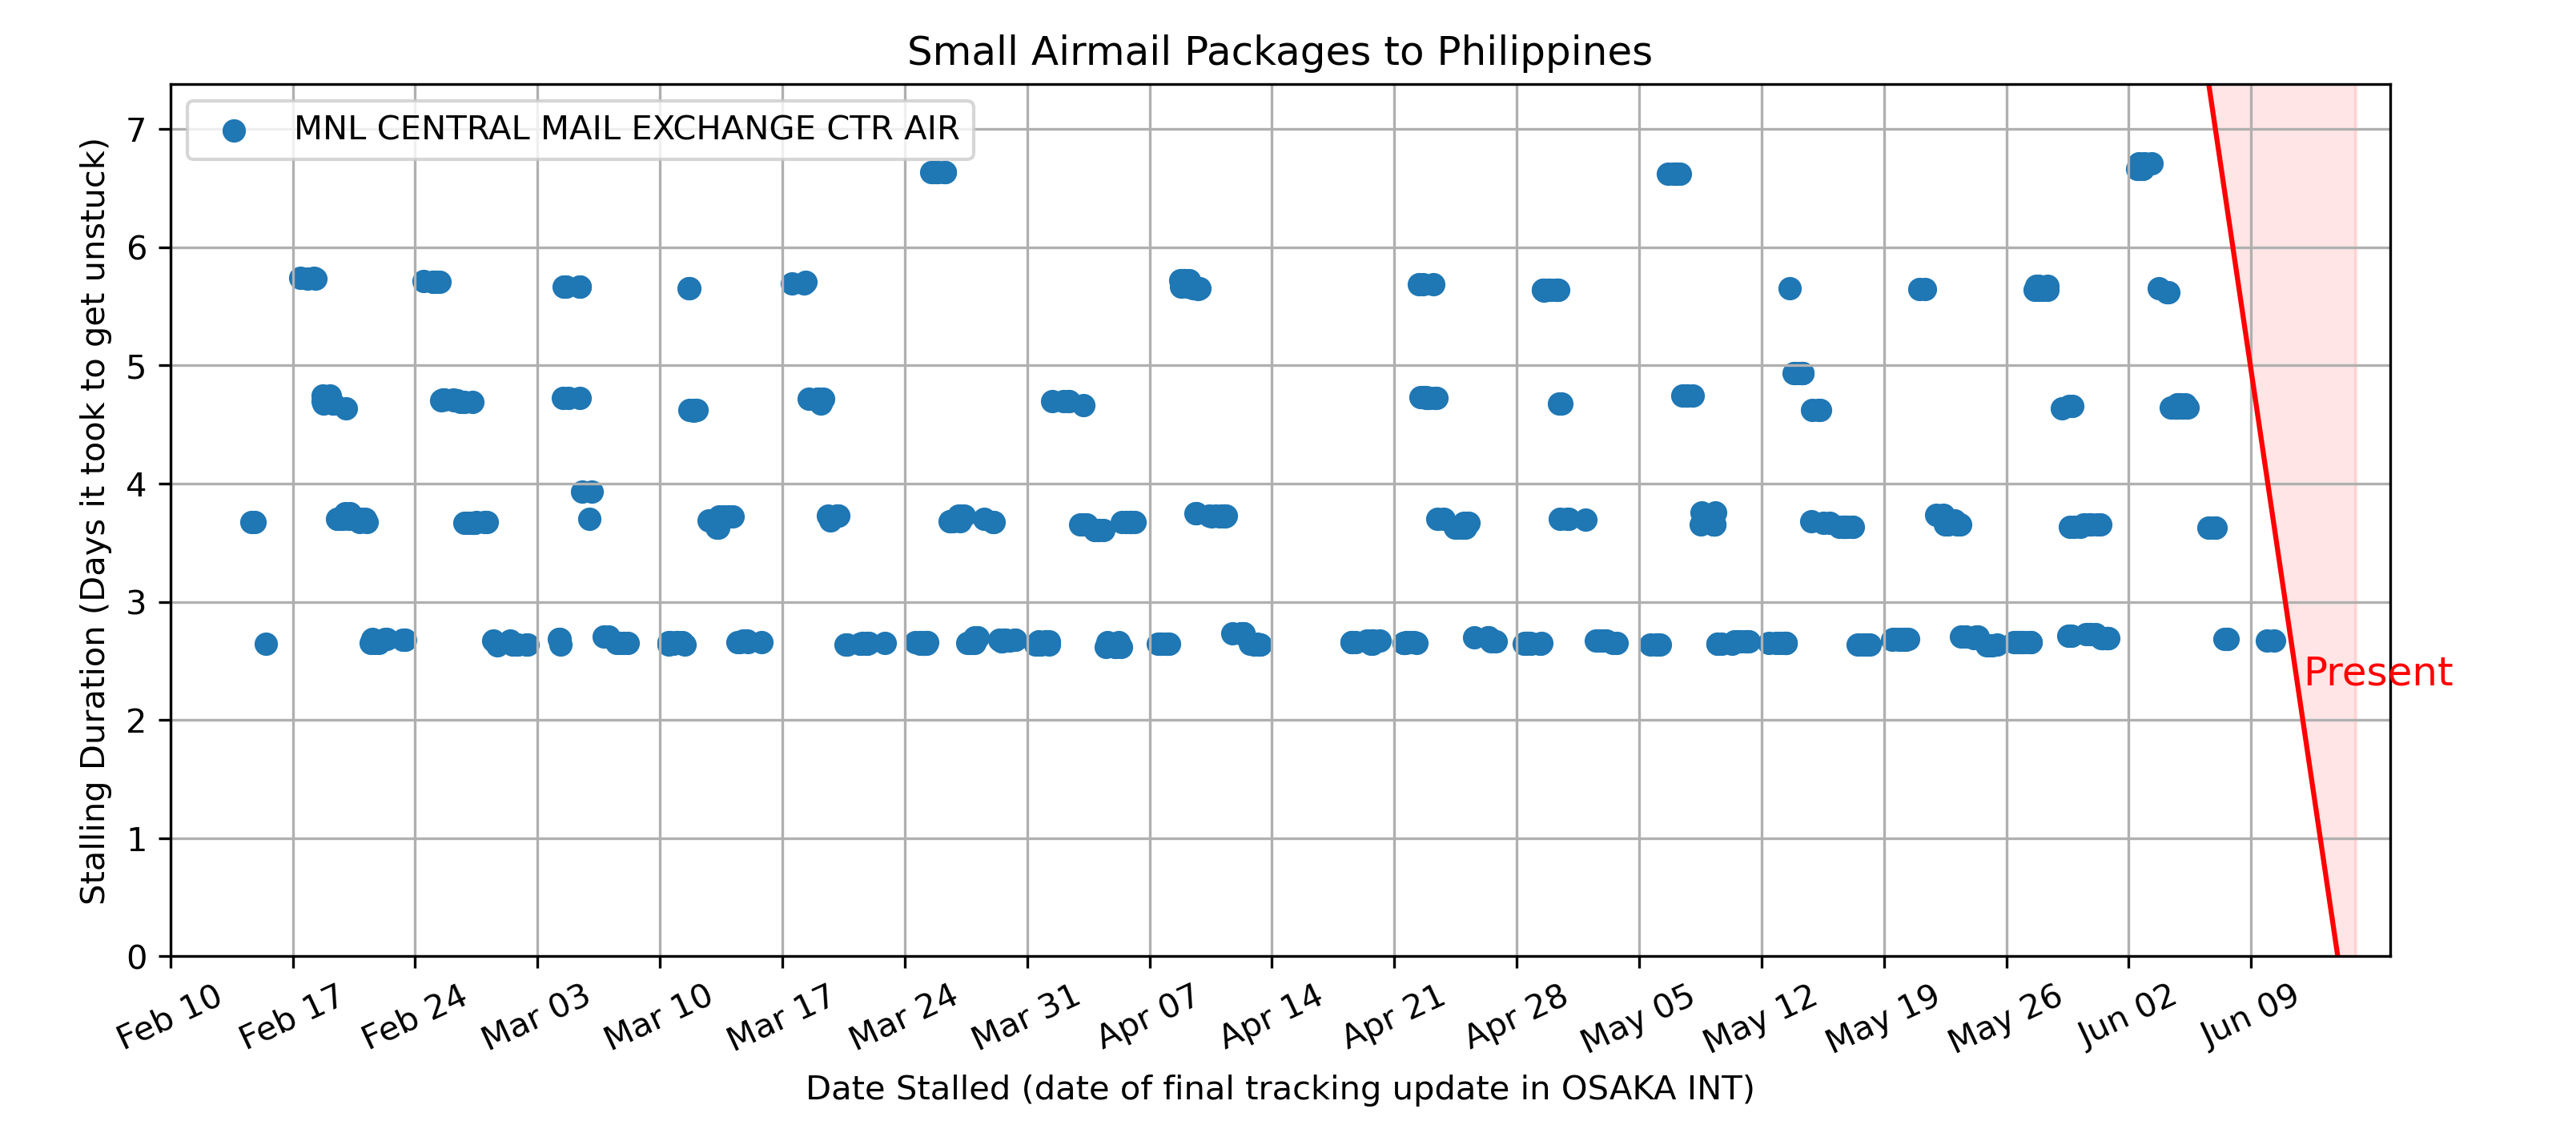 Small Airmail Packages to Philippines
MNL CENTRAL MAIL EXCHANGE CTR AIR
Stalling Duration (Days it took to get unstuck)
7
6
5
4
3
2
1
0
Present
Feb 10
Feb 17
Feb 24
Mar 03
Mar 10
Mar 17
Mar 24
Mar 31
Apr 07
Apr 14
Apr 21
Apr 28
May 05
May 12
May 19
May 26
Jun 02
Jun 09
Date Stalled (date of final tracking update in OSAKA INT)